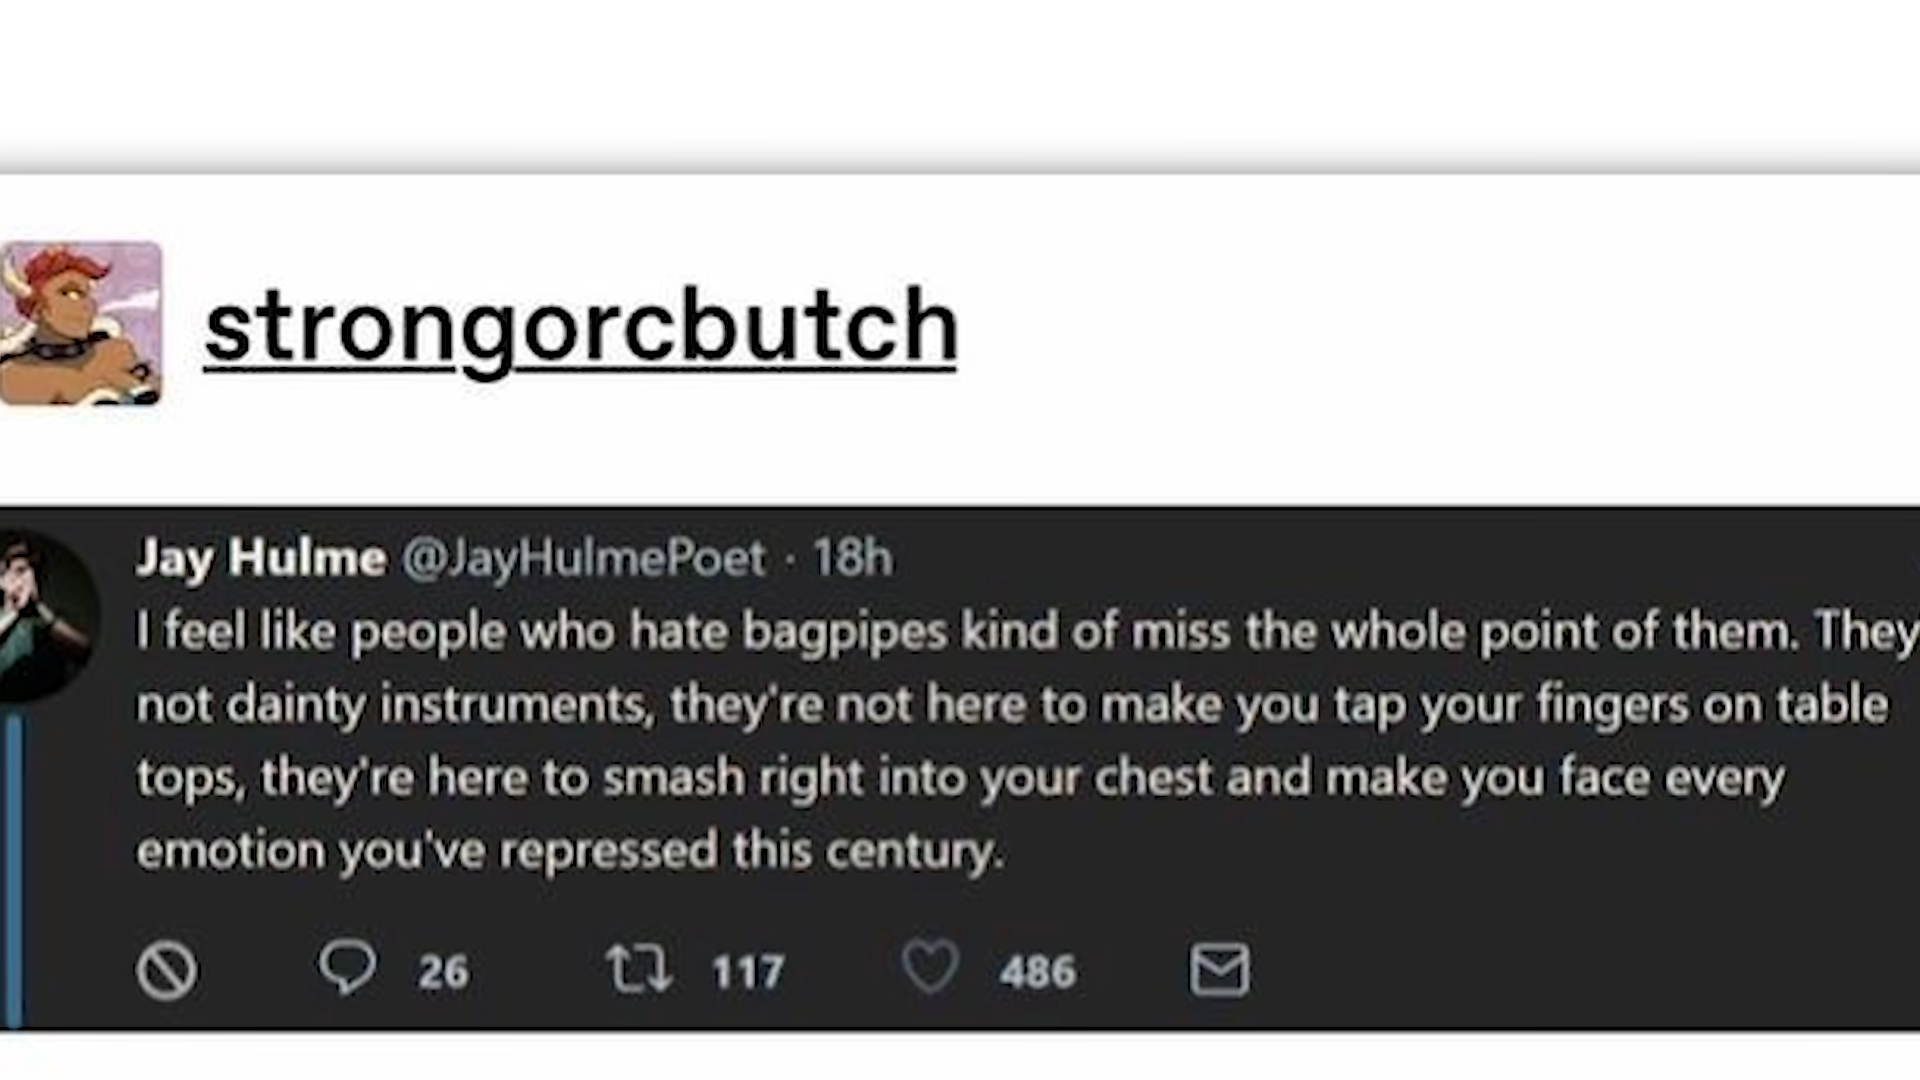 strongorcbutch
Jay Hulme @JayHulmePoet · 18h
I feel like people who hate bagpipes kind of miss the whole point of them. They
not dainty instruments, they're not here to make you tap your fingers on table
tops, they're here to smash right into your chest and make you face every
emotion you've repressed this century.
26 117 486